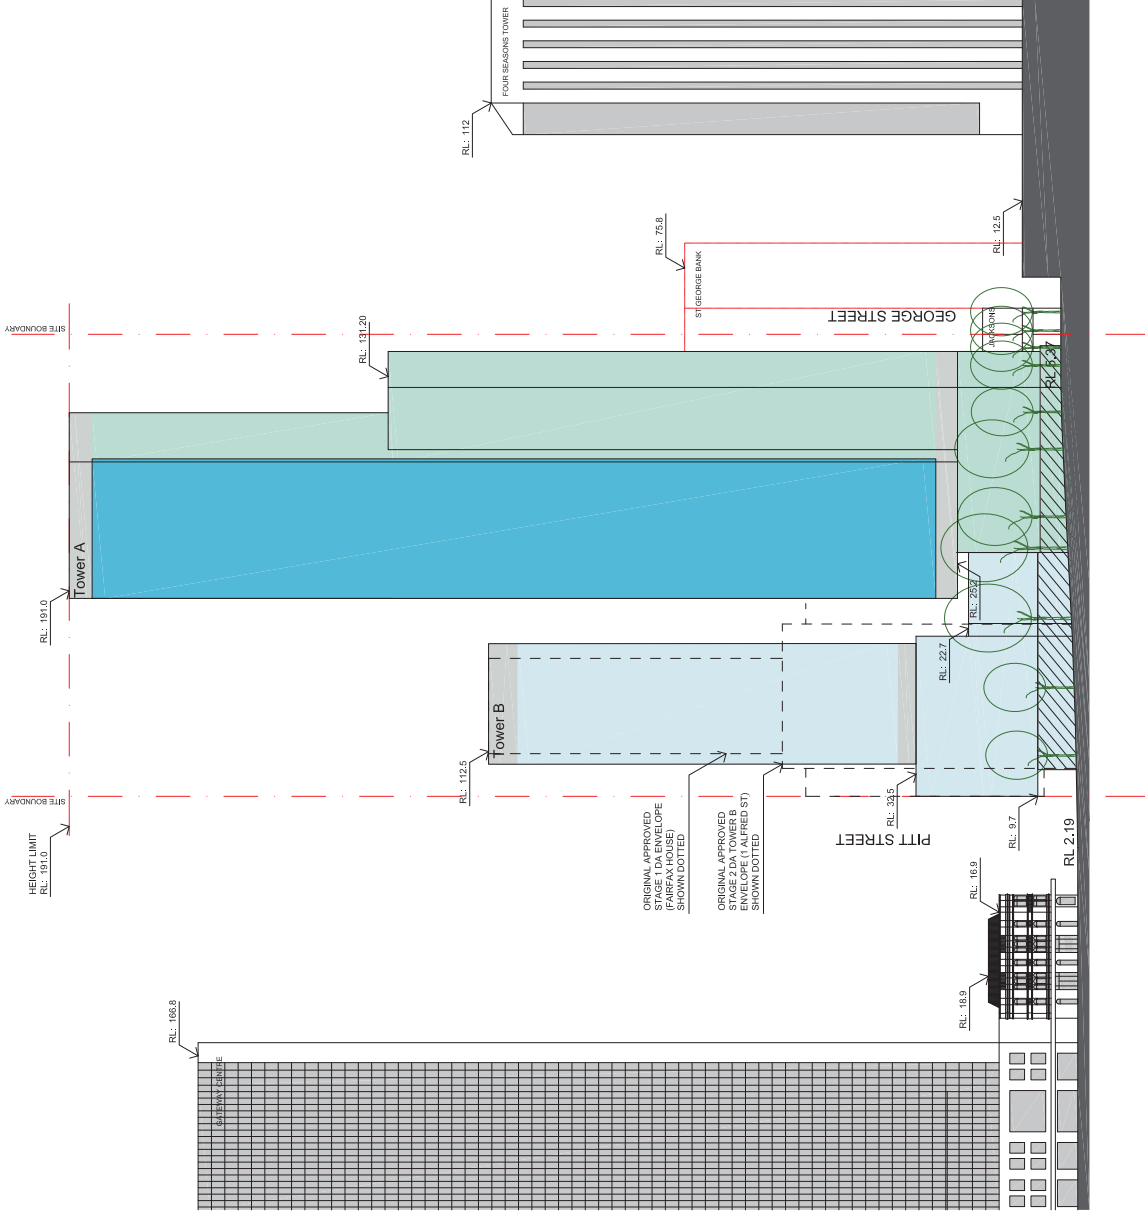 HEIGHT LIMIT
RL: 191.0
SITE BOUNDARY
SITE BOUNDARY
RL: 191.0
Tower A
RL: 166.8
GATEWAY CENTRE
RL: 131.20
RL: 112
FOUR SEASONS TOWER
RL: 112.5
Tower B
RL: 75.8
ST GEORGE BANK
ORIGINAL APPROVED
STAGE 1 DA ENVELOPE
(FAIRFAX HOUSE)
SHOWN DOTTED
ORIGINAL APPROVED
STAGE 2 DA TOWER B
ENVELOPE (1 ALFRED ST)
SHOWN DOTTED
GEORGE STREET
PITT STREET
RL: 32.5
RL: 22.7
RL: 25.2
RL: 18.9
RL: 16.9
RL: 12.5
JACKSONS
RL: 9.7
RL 5.37
RL 2.19